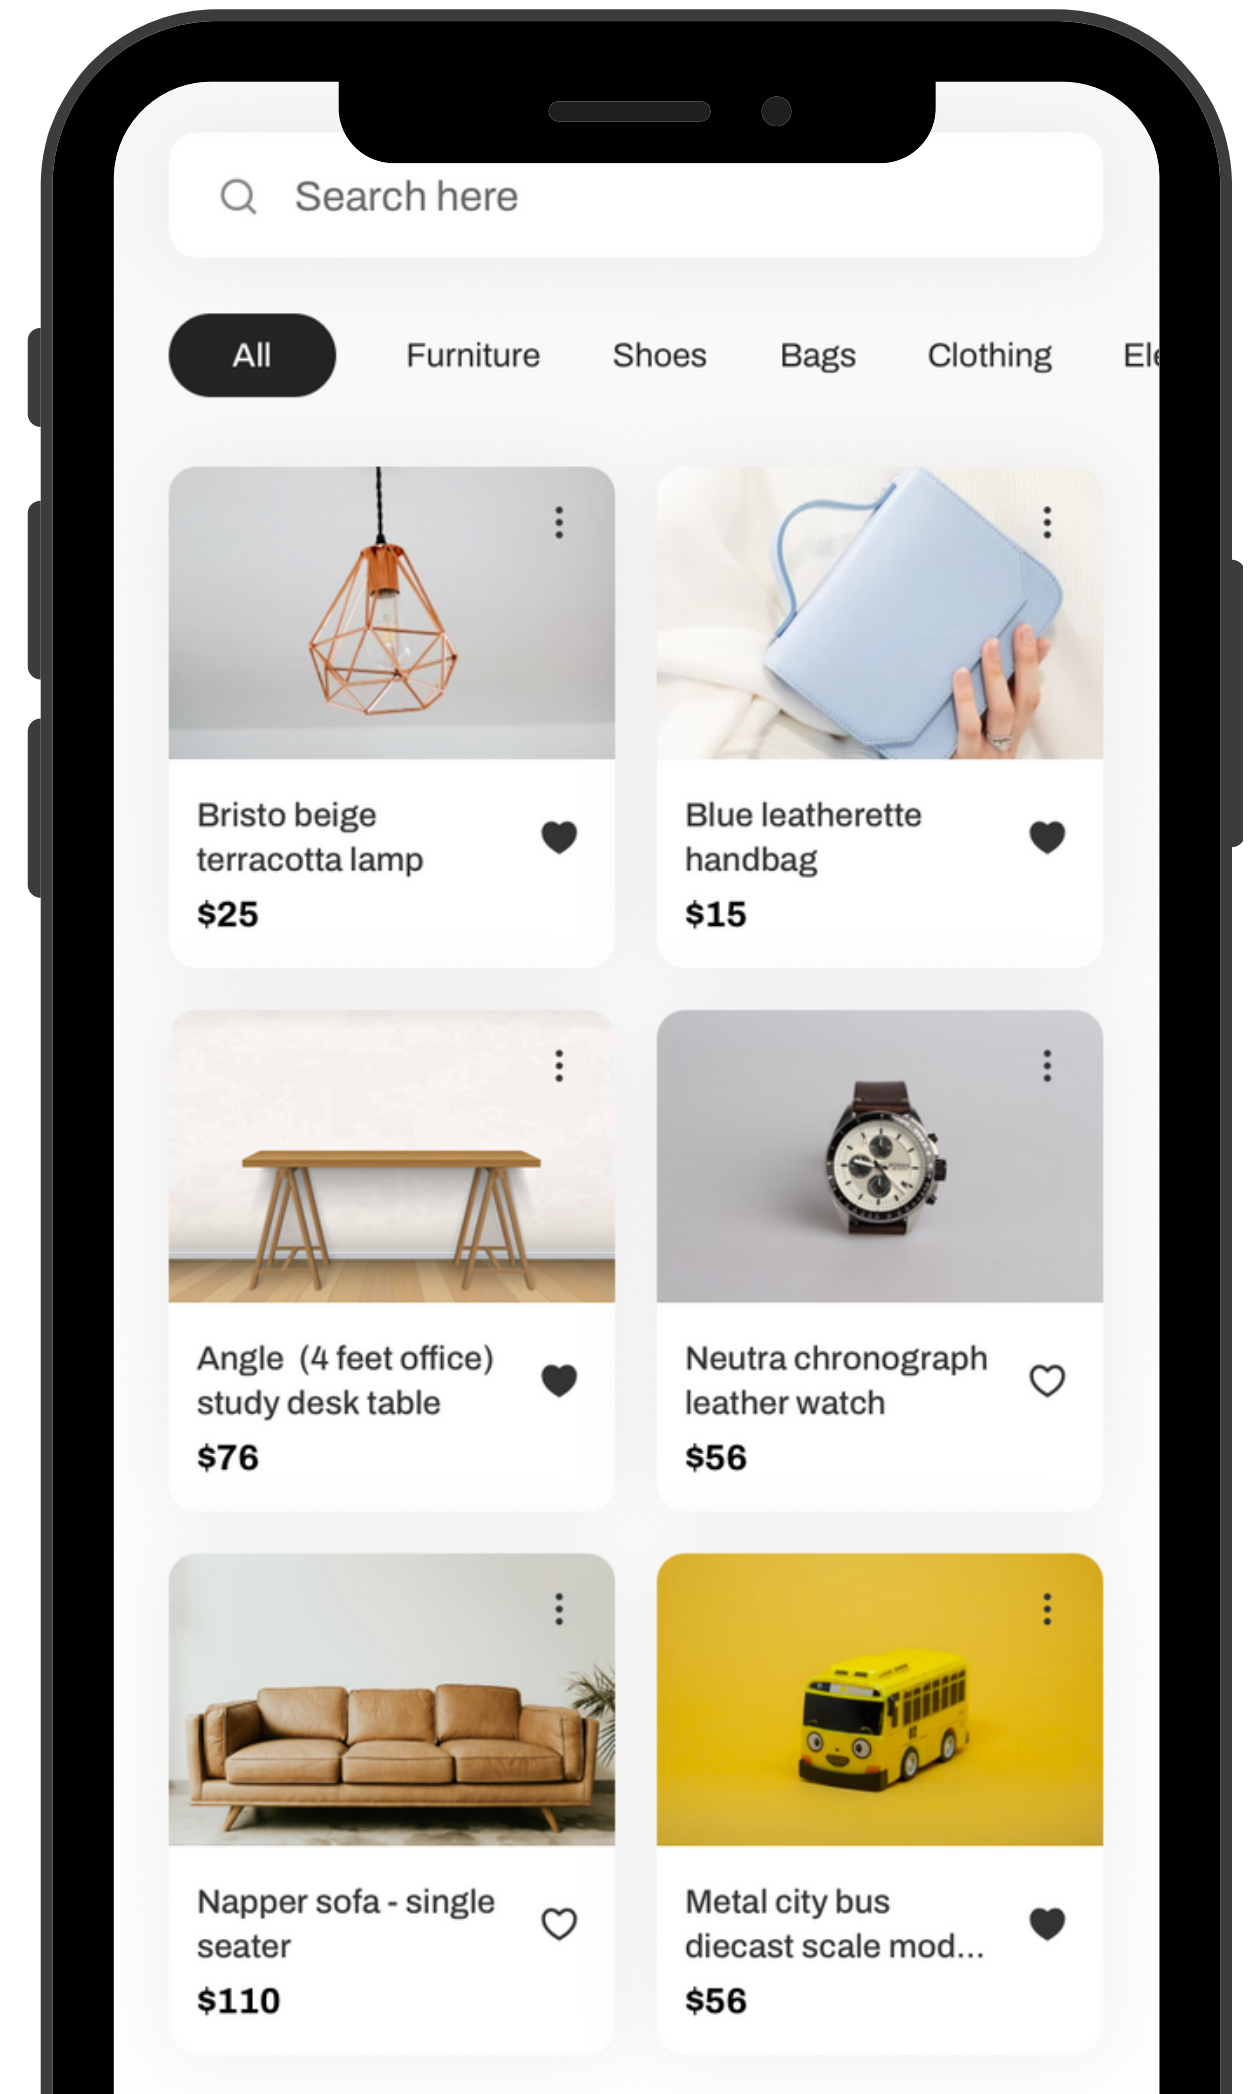 Search here
All Furniture Shoes Bags Clothing Ele
Bristo beige
terracotta lamp
$25
Blue leatherette
handbag
$15
Angle (4 feet office)
study desk table
$76
Neutra chronograph
leather watch
$56
Napper sofa - single
seater
$110
Metal city bus
diecast scale mod...
$56